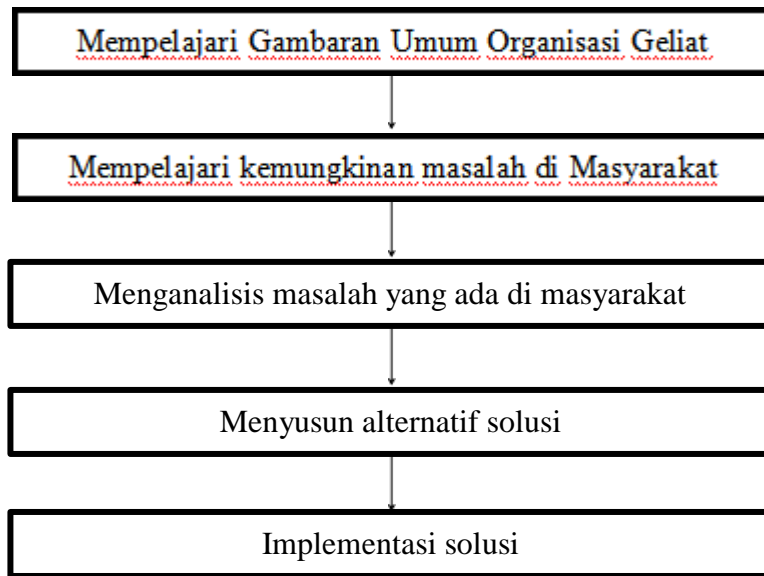 Mempelajari Gambaran Umum Organisasi Geliat
Mempelajari kemungkinan masalah di Masyarakat
Menganalisis masalah yang ada di masyarakat
Menyusun alternatif solusi
Implementasi solusi